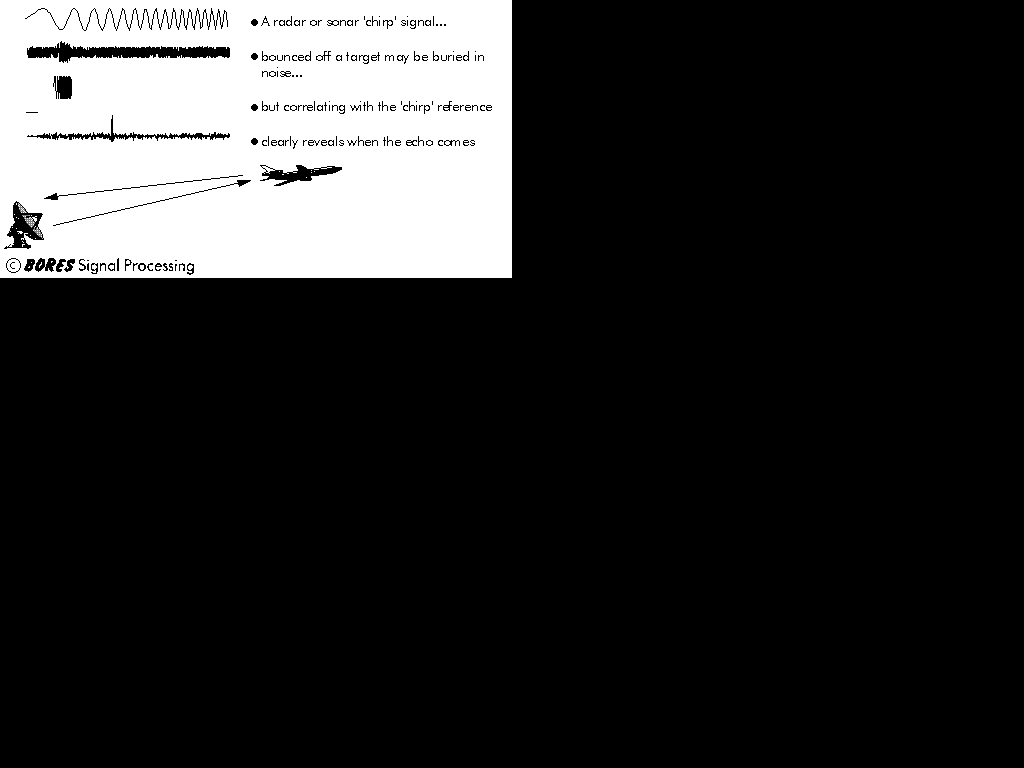 ● A radar or sonar 'chirp' signal...
● bounced off a target may be buried in
noise...
● but correlating with the 'chirp' reference
● clearly reveals when the echo comes
© BORES Signal Processing